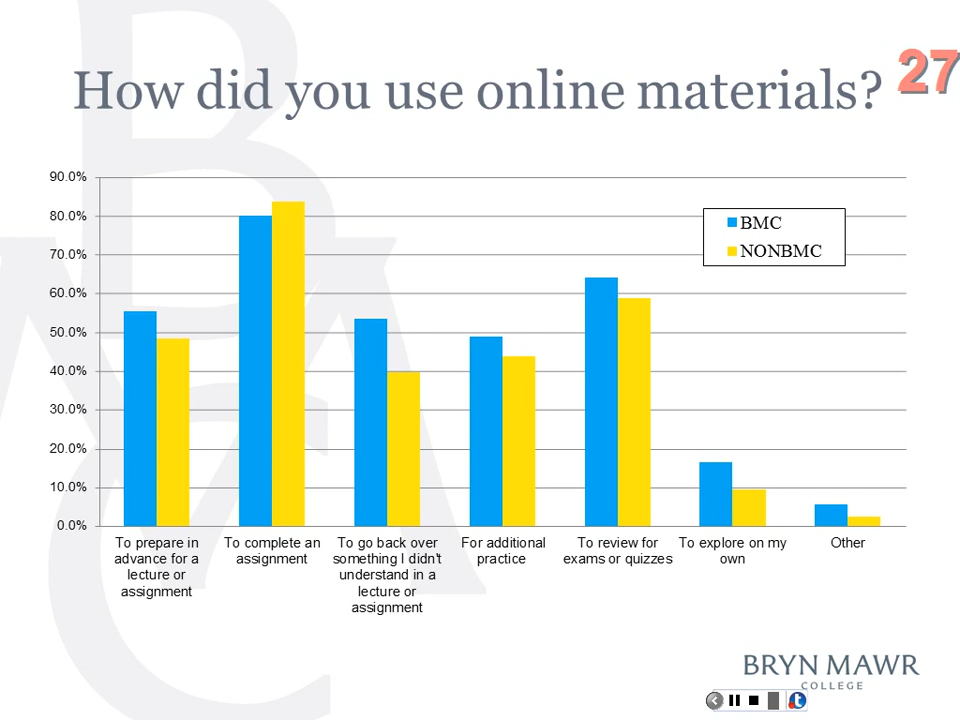 How did you use online materials?
27
90.0%
80.0%
70.0%
60.0%
50.0%
40.0%
30.0%
20.0%
10.0%
0.0%
BMC
NONBMC
To prepare in
advance for a
lecture or
assignment
To complete an
assignment
To go back over
something I didn't
understand in a
lecture or
assignment
For additional
practice
To review for
exams or quizzes
To explore on my
own
Other
BRYN MAWR
COLLEGE